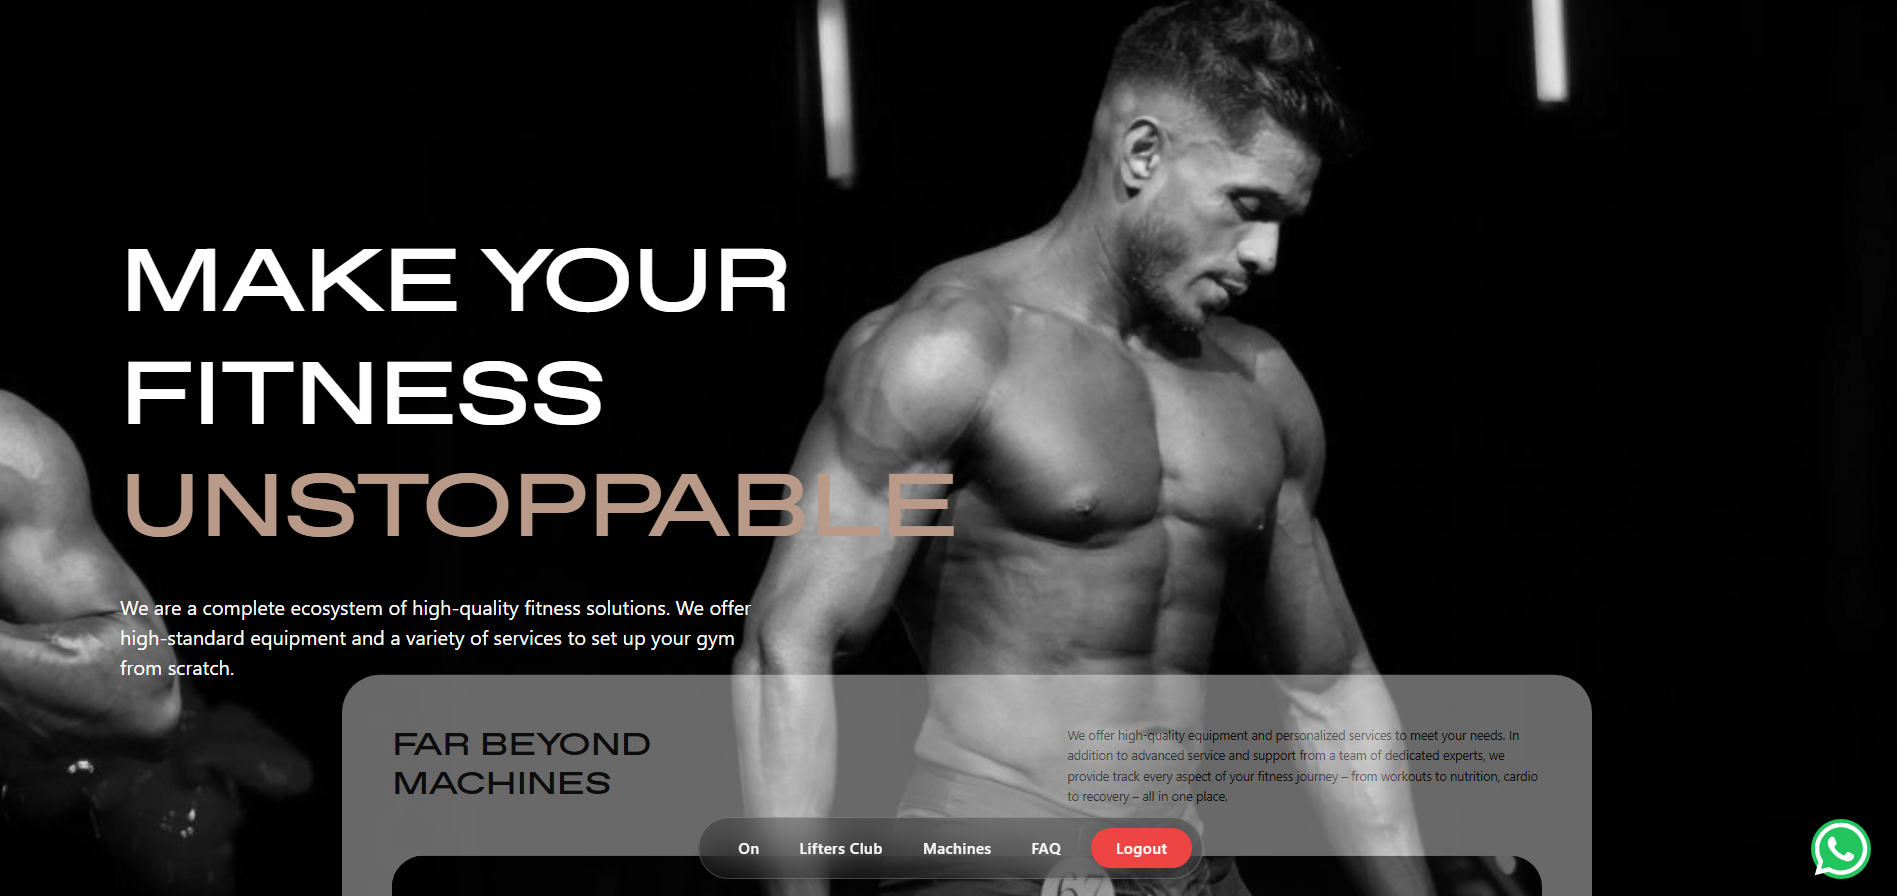 MAKE YOUR
FITNESS
UNSTOPPABLE
We are a complete ecosystem of high-quality fitness solutions. We offer
high-standard equipment and a variety of services to set up your gym
from scratch.
FAR BEYOND
MACHINES
We offer high-quality equipment and personalized services to meet your needs. In
addition to advanced service and support from a team of dedicated experts, we
provide track every aspect of your fitness journey – from workouts to nutrition, cardio
to recovery – all in one place.
On Lifters Club Machines FAQ Logout
67